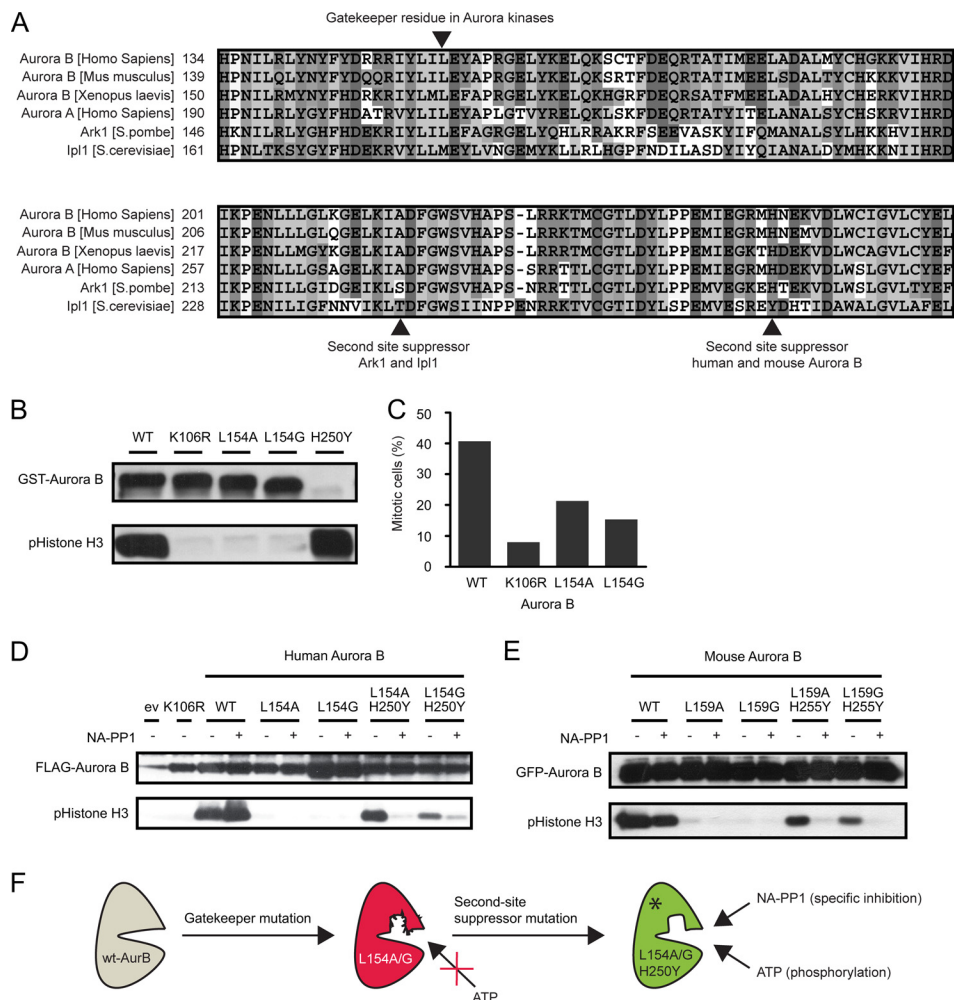 A
Gatekeeper residue in Aurora kinases
Aurora B [Homo Sapiens] 134 HPNILRLYNYFYDRRRIYLILEYAPRGELYKELQKSCTFDEQRTATIMEELADALMYCHGKKVIHRD
Aurora B [Mus musculus] 139 HPNILRLYNYFYDQQRIYLILEYAPRGELYKELQKSRTFDEQRTATIMEELSDALTYCHKKKVIHRD
Aurora B [Xenopus laevis] 150 HPNILRMYNYFHDRKRIYLMLEFAPRGELYKELQKHGRFDEQRSATFMEELADALHYCHERKVIHRD
Aurora A [Homo Sapiens] 190 HPNILRLYGYFHDATRVYLILEYAPLGTVYRELQKLSKFDEQRTATYITELANALSYCHSKRVIHRD
Ark1 [S.pombe] 146 HKNILRLYGHFHDEKRIYLILEFAGRGELYQHLRRAKRFSEEVASKYIFQMANALSYLHKKHVIHRD
Ipl1 [S.cerevisiae] 161 HPNLTKSYGYFHDEKRVYLLMEYLVNGEMYKLLRLHGPFNDILASDYIYQIANALDYMHKKNIIHRD
Aurora B [Homo Sapiens] 201 IKPENLLLGLKGELKIADFGWSVHAPS-LRRKTMCGTLDYLPPEMIEGRMHNEKVDLWCIGVLCYEL
Aurora B [Mus musculus] 206 IKPENLLLGLQGELKIADFGWSVHAPS-LRRKTMCGTLDYLPPEMIEGRMHNEMVDLWCIGVLCYEL
Aurora B [Xenopus laevis] 217 IKPENLLMGYKGELKIADFGWSVHAPS-LRRRTMCGTLDYLPPEMIEGKTHDEKVDLWCAGVLCYEF
Aurora A [Homo Sapiens] 257 IKPENLLLGSAGELKIADFGWSVHAPS-SRRTTLCGTLDYLPPEMIEGRMHDEKVDLWSLGVLCYEF
Ark1 [S.pombe] 213 IKPENILLGIDGEIKLSDFGWSVHAPS-NRRTTLCGTLDYLPPEMVEGKEHTEKVDLWSLGVLTYEF
Ipl1 [S.cerevisiae] 228 IKPENILIGFNNVIKLTDFGWSIINPPENRRKTVCGTIDYLSPEMVESREYDHTIDAWALGVLAFEL
Second site suppressor
Ark1 and Ipl1
Second site suppressor
human and mouse Aurora B
B
WT K106R L154A L154G H250Y
GST-Aurora B
pHistone H3
C
Mitotic cells (%)
50
40
30
20
10
0
WT K106R L154A L154G
Aurora B
D
Human Aurora B
ev K106R WT L154A L154G L154A H250Y L154G H250Y
NA-PP1 - - - + - + - + - + - +
FLAG-Aurora B
pHistone H3
E
Mouse Aurora B
WT L159A L159G L159A H255Y L159G H255Y
NA-PP1 - + - + - + - + - +
GFP-Aurora B
pHistone H3
F
wt-AurB
Gatekeeper mutation
L154A/G
ATP
Second-site
suppressor mutation
*
L154A/G
H250Y
NA-PP1 (specific inhibition)
ATP (phosphorylation)